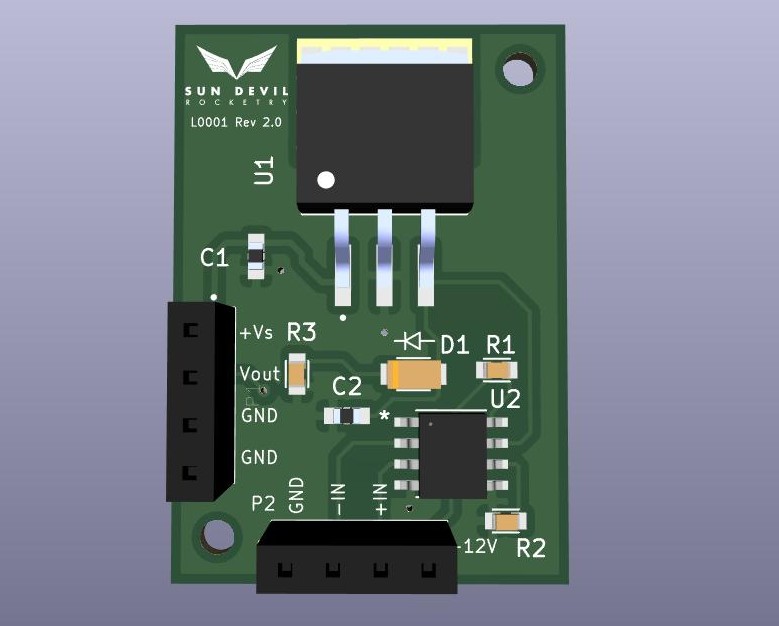 SUN DEVIL
ROCKETRY
L0001 Rev 2.0
U1
C1
+Vs
R3
D1
R1
Vout
C2
U2
GND
*
GND
P2
GND
-IN
+IN
-12V
R2